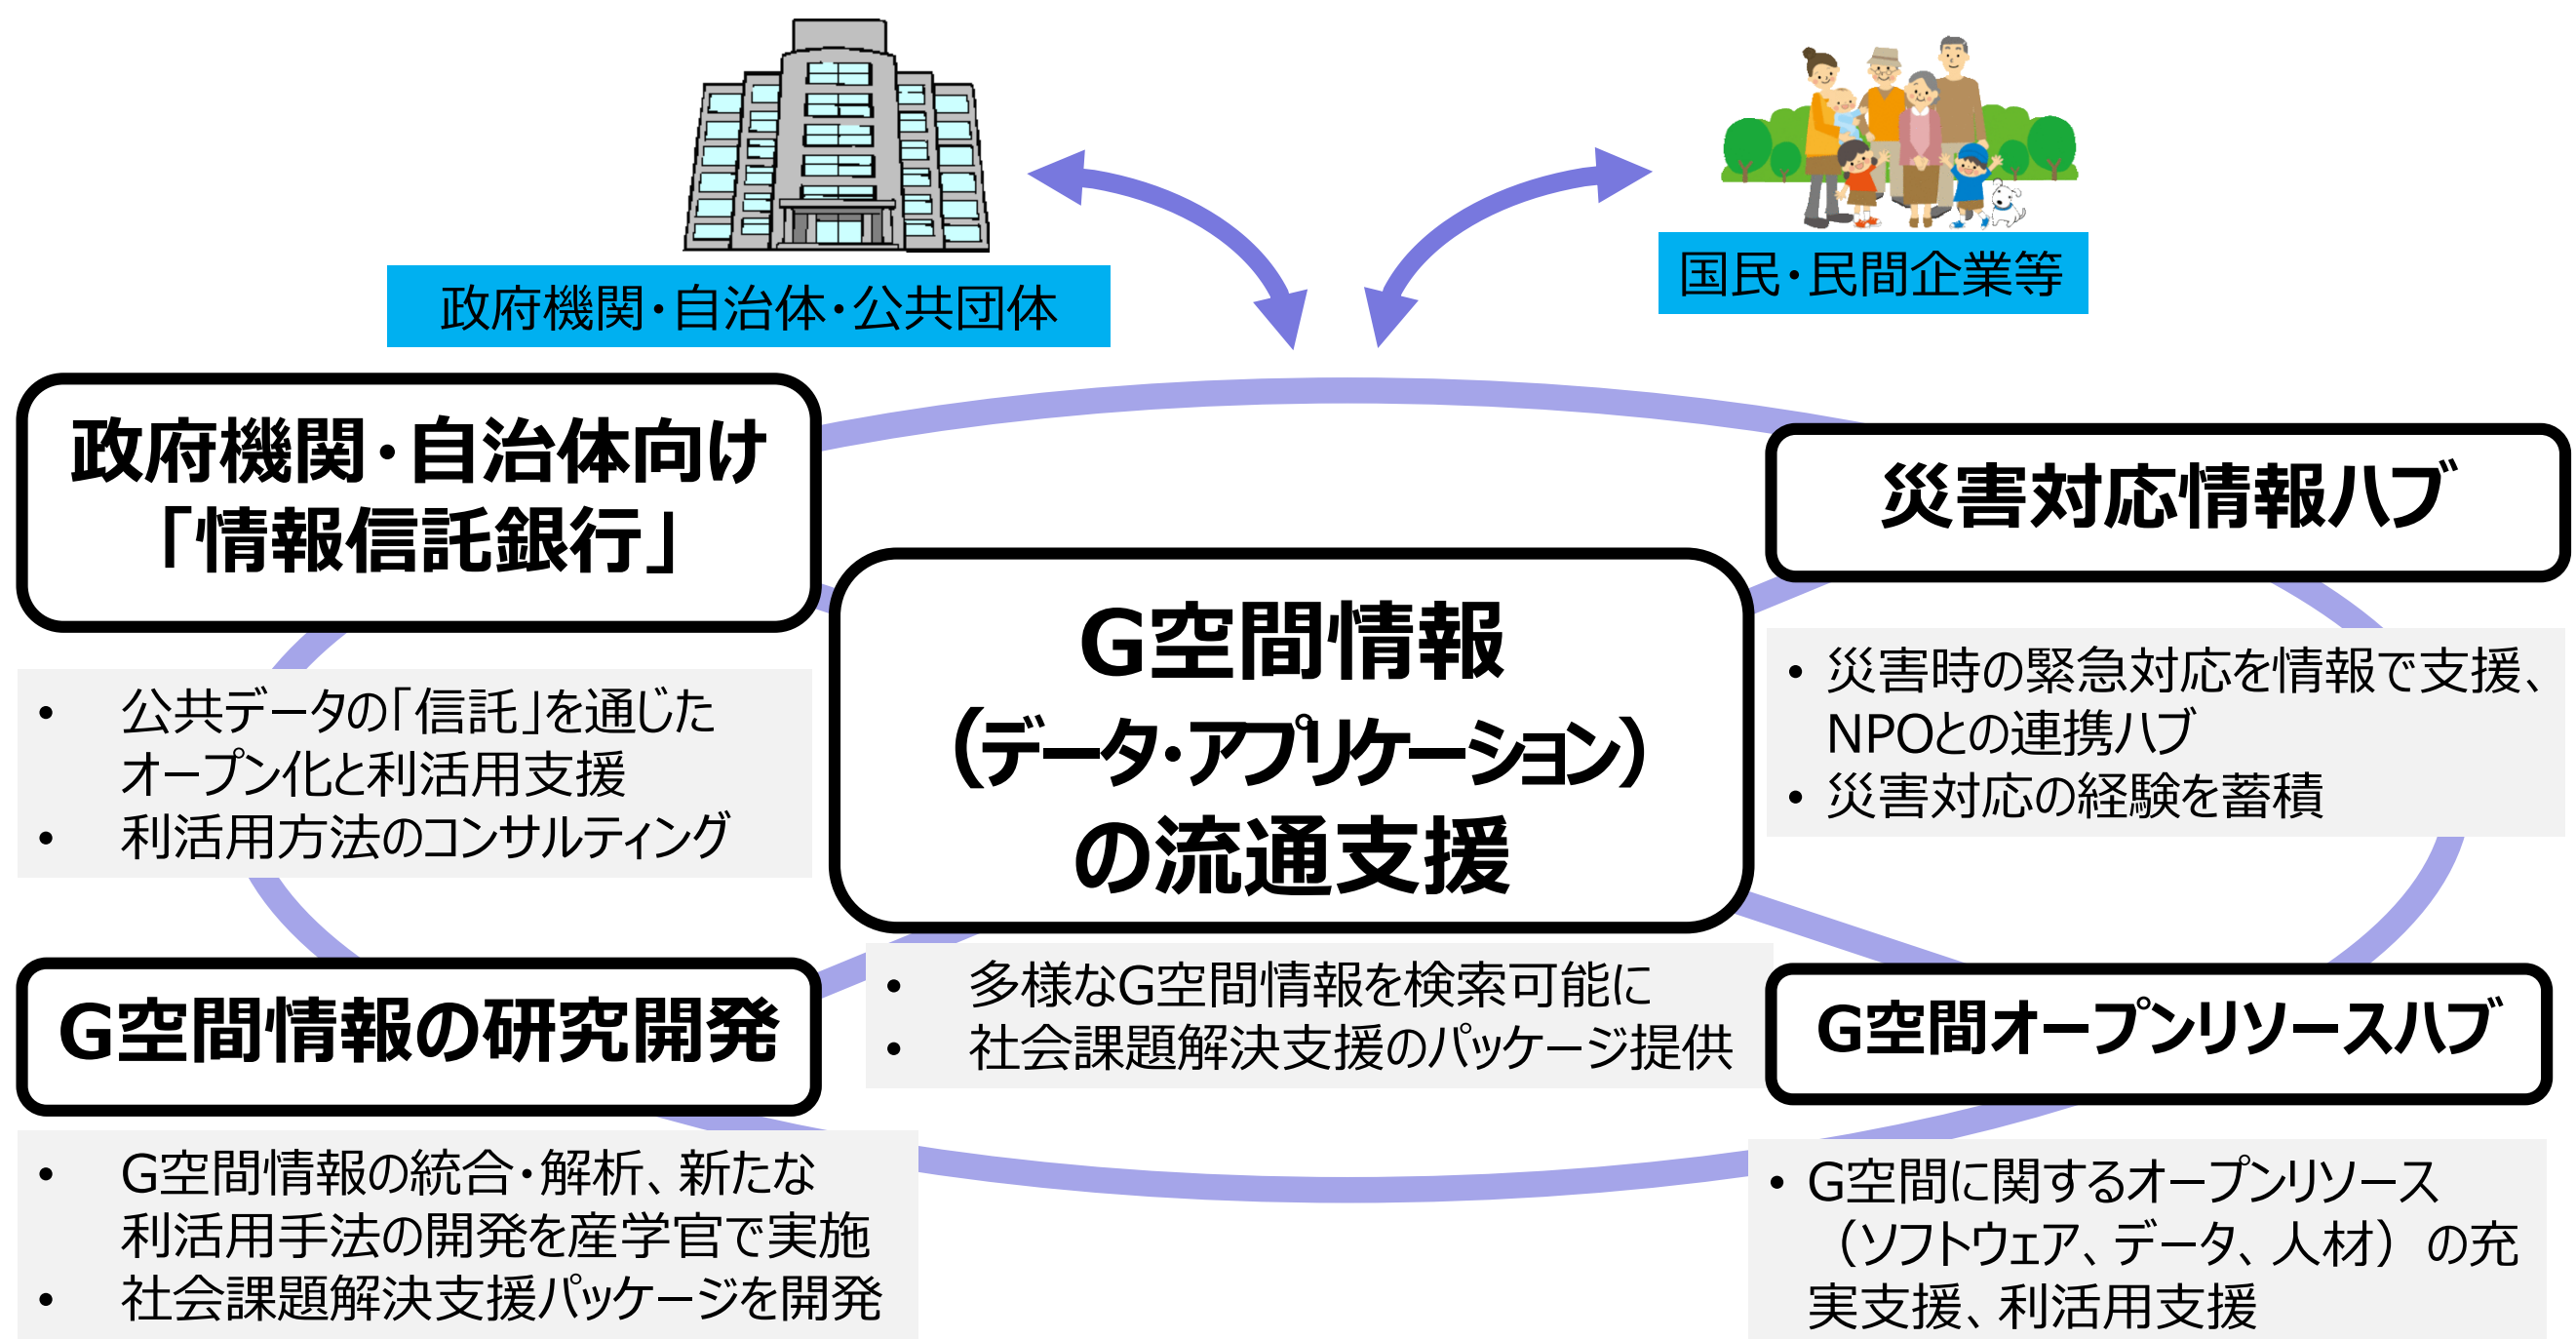 政府機関・自治体・公共団体
国民・民間企業等
政府機関・自治体向け
「情報信託銀行」
• 公共データの「信託」を通じた
オープン化と利活用支援
• 利活用方法のコンサルティング
災害対応情報ハブ
• 災害時の緊急対応を情報で支援、
NPOとの連携ハブ
• 災害対応の経験を蓄積
G空間情報
（データ・アプリケーション）
の流通支援
• 多様なG空間情報を検索可能に
• 社会課題解決支援のパッケージ提供
G空間情報の研究開発
• G空間情報の統合・解析、新たな
利活用手法の開発を産学官で実施
• 社会課題解決支援パッケージを開発
G空間オープンリソースハブ
• G空間に関するオープンリソース
（ソフトウェア、データ、人材）の充
実支援、利活用支援